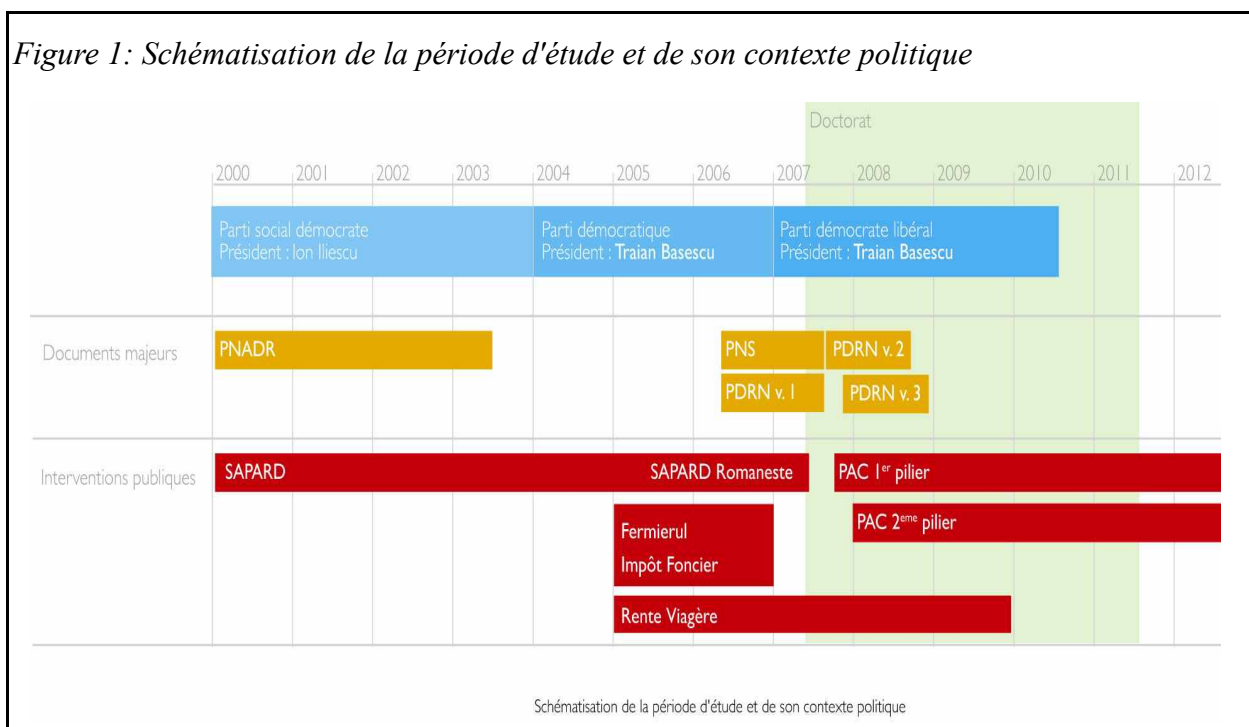 Figure 1: Schématisation de la période d'étude et de son contexte politique
Doctorat
2000 2001 2002 2003 2004 2005 2006 2007 2008 2009 2010 2011 2012
Parti social démocrate
Président : Ion Iliescu
Parti démocratique
Président : Traian Basescu
Parti démocrate libéral
Président : Traian Basescu
Documents majeurs
PNADR
PNS
PDRN v. 2
PDRN v. 1
PDRN v. 3
Interventions publiques
SAPARD
SAPARD Romaneste
PAC 1er pilier
PAC 2eme pilier
Fermierul
Impôt Foncier
Rente Viagère
Schématisation de la période d'étude et de son contexte politique